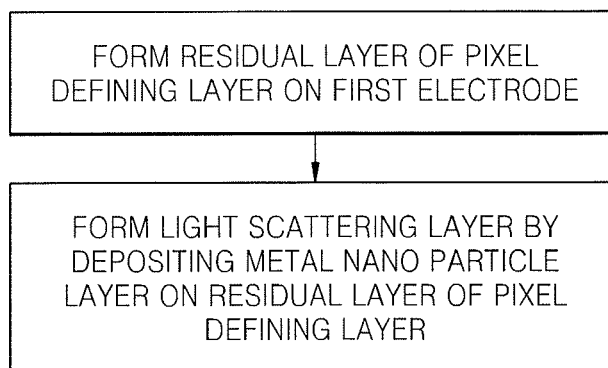 FORM RESIDUAL LAYER OF PIXEL
DEFINING LAYER ON FIRST ELECTRODE
FORM LIGHT SCATTERING LAYER BY
DEPOSITING METAL NANO PARTICLE
LAYER ON RESIDUAL LAYER OF PIXEL
DEFINING LAYER